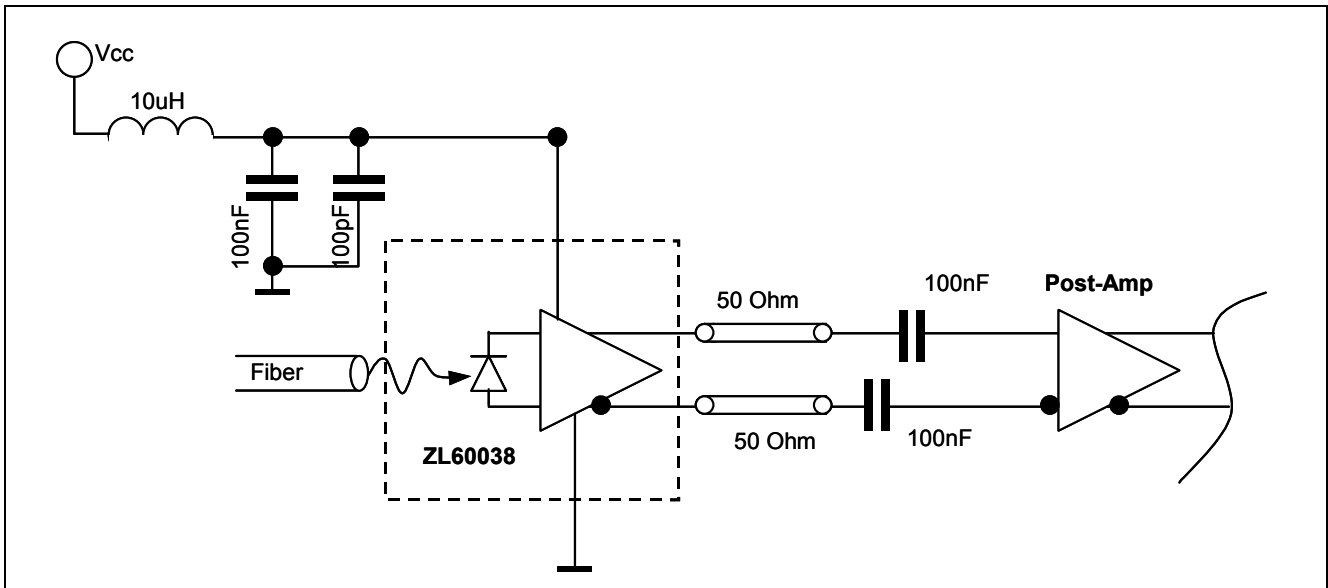 Vcc
10uH
100nF
100pF
50 Ohm
100nF
Post-Amp
Fiber
50 Ohm
100nF
ZL60038